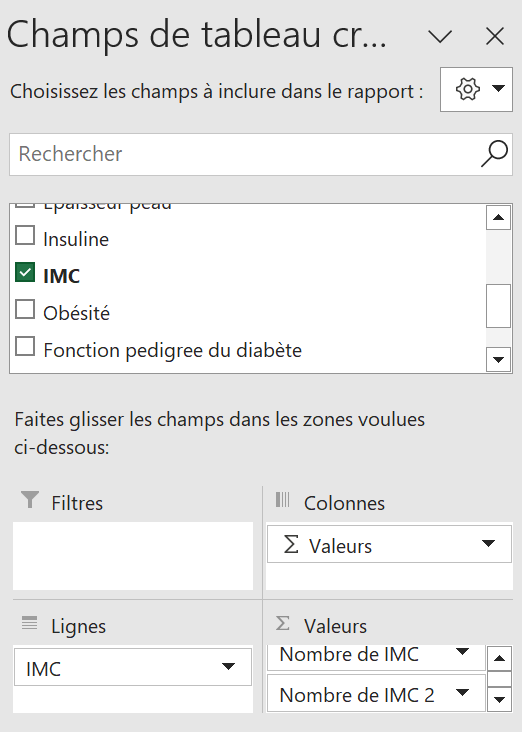 Champs de tableau cr...
Choisissez les champs à inclure dans le rapport :
Rechercher
Epaisseur peau
Insuline
IMC
Obésité
Fonction pedigree du diabète
Faites glisser les champs dans les zones voulues
ci-dessous:
Filtres
Colonnes
Σ Valeurs
Lignes
Σ Valeurs
IMC
Nombre de IMC
Nombre de IMC 2